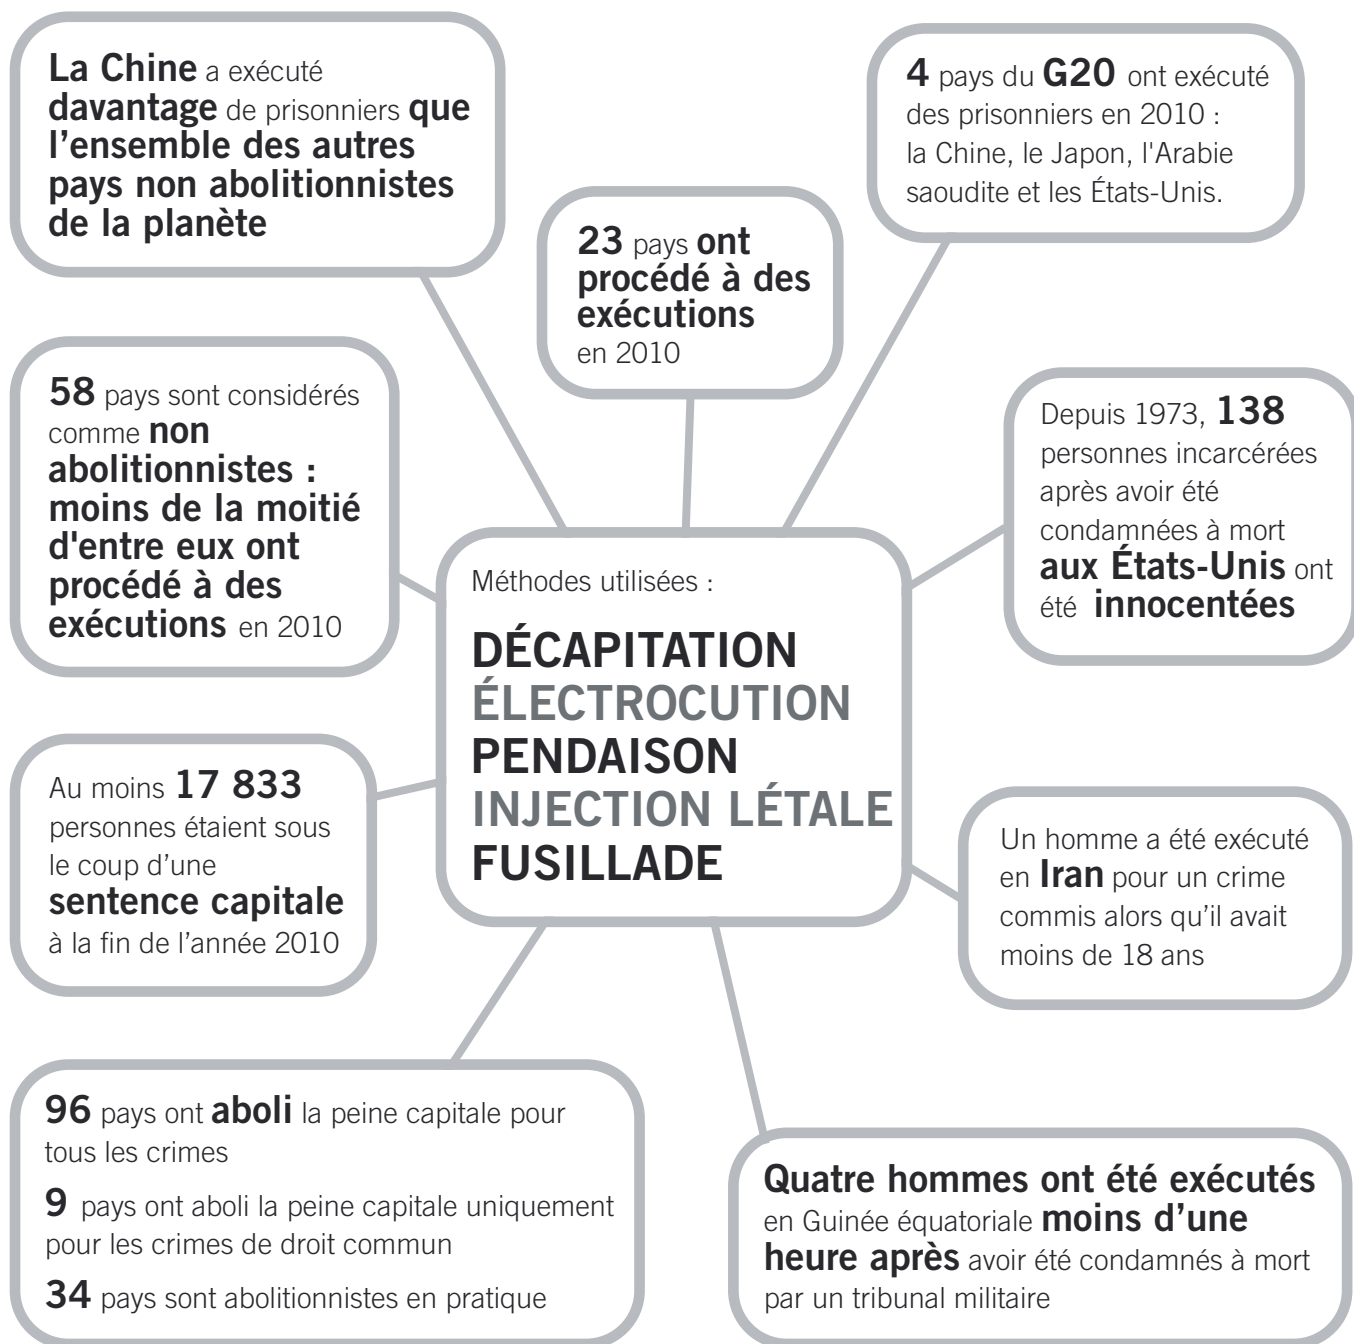 La Chine a exécuté
davantage de prisonniers que
l’ensemble des autres
pays non abolitionnistes
de la planète
4 pays du G20 ont exécuté
des prisonniers en 2010 :
la Chine, le Japon, l'Arabie
saoudite et les États-Unis.
23 pays ont
procédé à des
exécutions
en 2010
58 pays sont considérés
comme non
abolitionnistes :
moins de la moitié
d'entre eux ont
procédé à des
exécutions en 2010
Depuis 1973, 138
personnes incarcérées
après avoir été
condamnées à mort
aux États-Unis ont
été innocentées
Méthodes utilisées :
DÉCAPITATION
ÉLECTROCUTION
PENDAISON
INJECTION LÉTALE
FUSILLADE
Au moins 17 833
personnes étaient sous
le coup d’une
sentence capitale
à la fin de l’année 2010
Un homme a été exécuté
en Iran pour un crime
commis alors qu’il avait
moins de 18 ans
96 pays ont aboli la peine capitale pour
tous les crimes
9 pays ont aboli la peine capitale uniquement
pour les crimes de droit commun
34 pays sont abolitionnistes en pratique
Quatre hommes ont été exécutés
en Guinée équatoriale moins d’une
heure après avoir été condamnés à mort
par un tribunal militaire